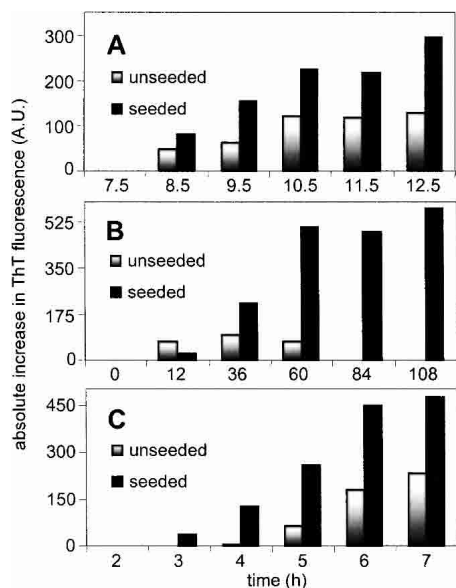 absolute increase in ThT fluorescence (A.U.)
A
unseeded
seeded
300
200
100
0
7.5 8.5 9.5 10.5 11.5 12.5
B
unseeded
seeded
525
350
175
0
0 12 36 60 84 108
C
unseeded
seeded
450
300
150
0
2 3 4 5 6 7
time (h)